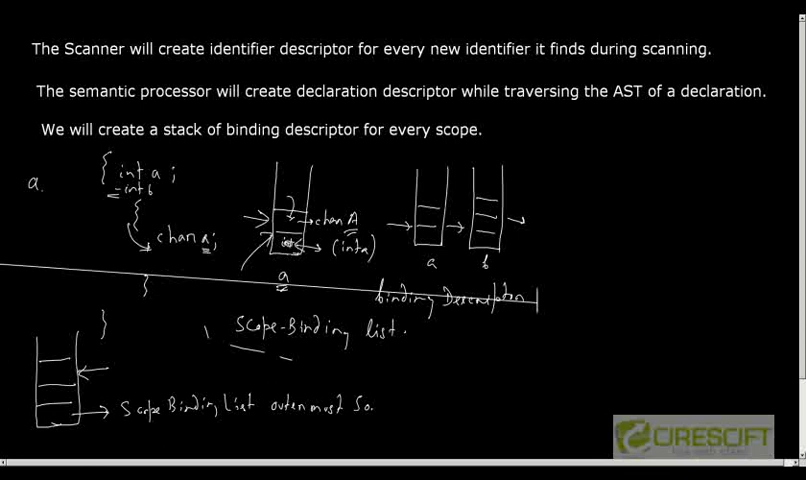 The Scanner will create identifier descriptor for every new identifier it finds during scanning.
The semantic processor will create declaration descriptor while traversing the AST of a declaration.
We will create a stack of binding descriptor for every scope.
a.
{ int a ;
int b
{
char a;
}
}
char A
int
(int a)
a
a
b
binding Descriptor
Scope-Binding list.
Scope Binding List outermost So.
CIRESCIFT